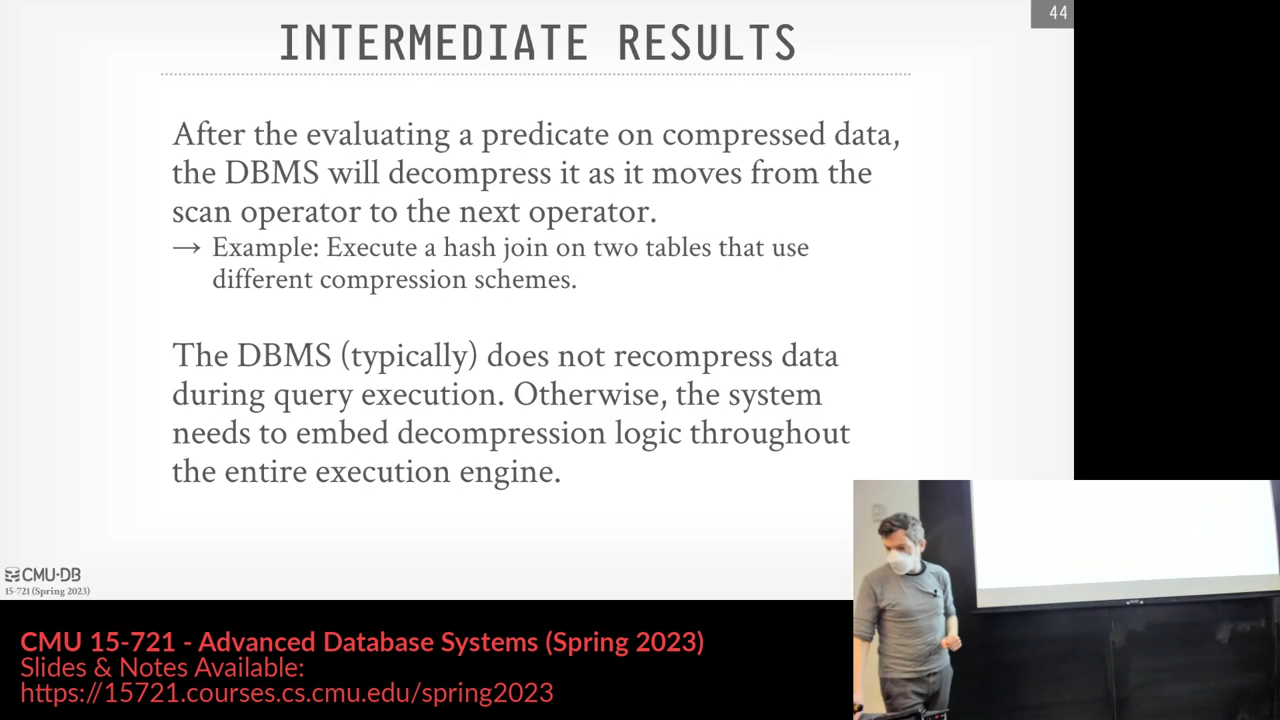 44
INTERMEDIATE RESULTS
After the evaluating a predicate on compressed data,
the DBMS will decompress it as it moves from the
scan operator to the next operator.
→ Example: Execute a hash join on two tables that use
different compression schemes.
The DBMS (typically) does not recompress data
during query execution. Otherwise, the system
needs to embed decompression logic throughout
the entire execution engine.
CMU·DB
15-721 (Spring 2023)
CMU 15-721 - Advanced Database Systems (Spring 2023)
Slides & Notes Available:
https://15721.courses.cs.cmu.edu/spring2023